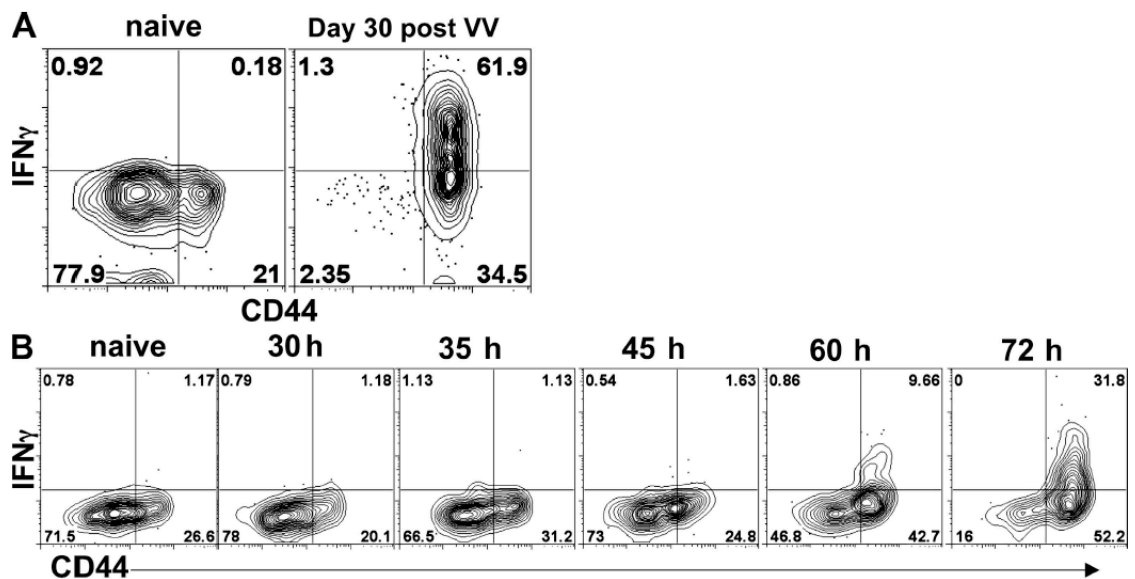 A
naive
Day 30 post VV
0.92 0.18
1.3 61.9
IFNγ
77.9 21
2.35 34.5
CD44
B
naive 30 h 35 h 45 h 60 h 72 h
0.78 1.17 0.79 1.18 1.13 1.13 0.54 1.63 0.86 9.66 0 31.8
IFNγ
71.5 26.6 78 20.1 66.5 31.2 73 24.8 46.8 42.7 16 52.2
CD44